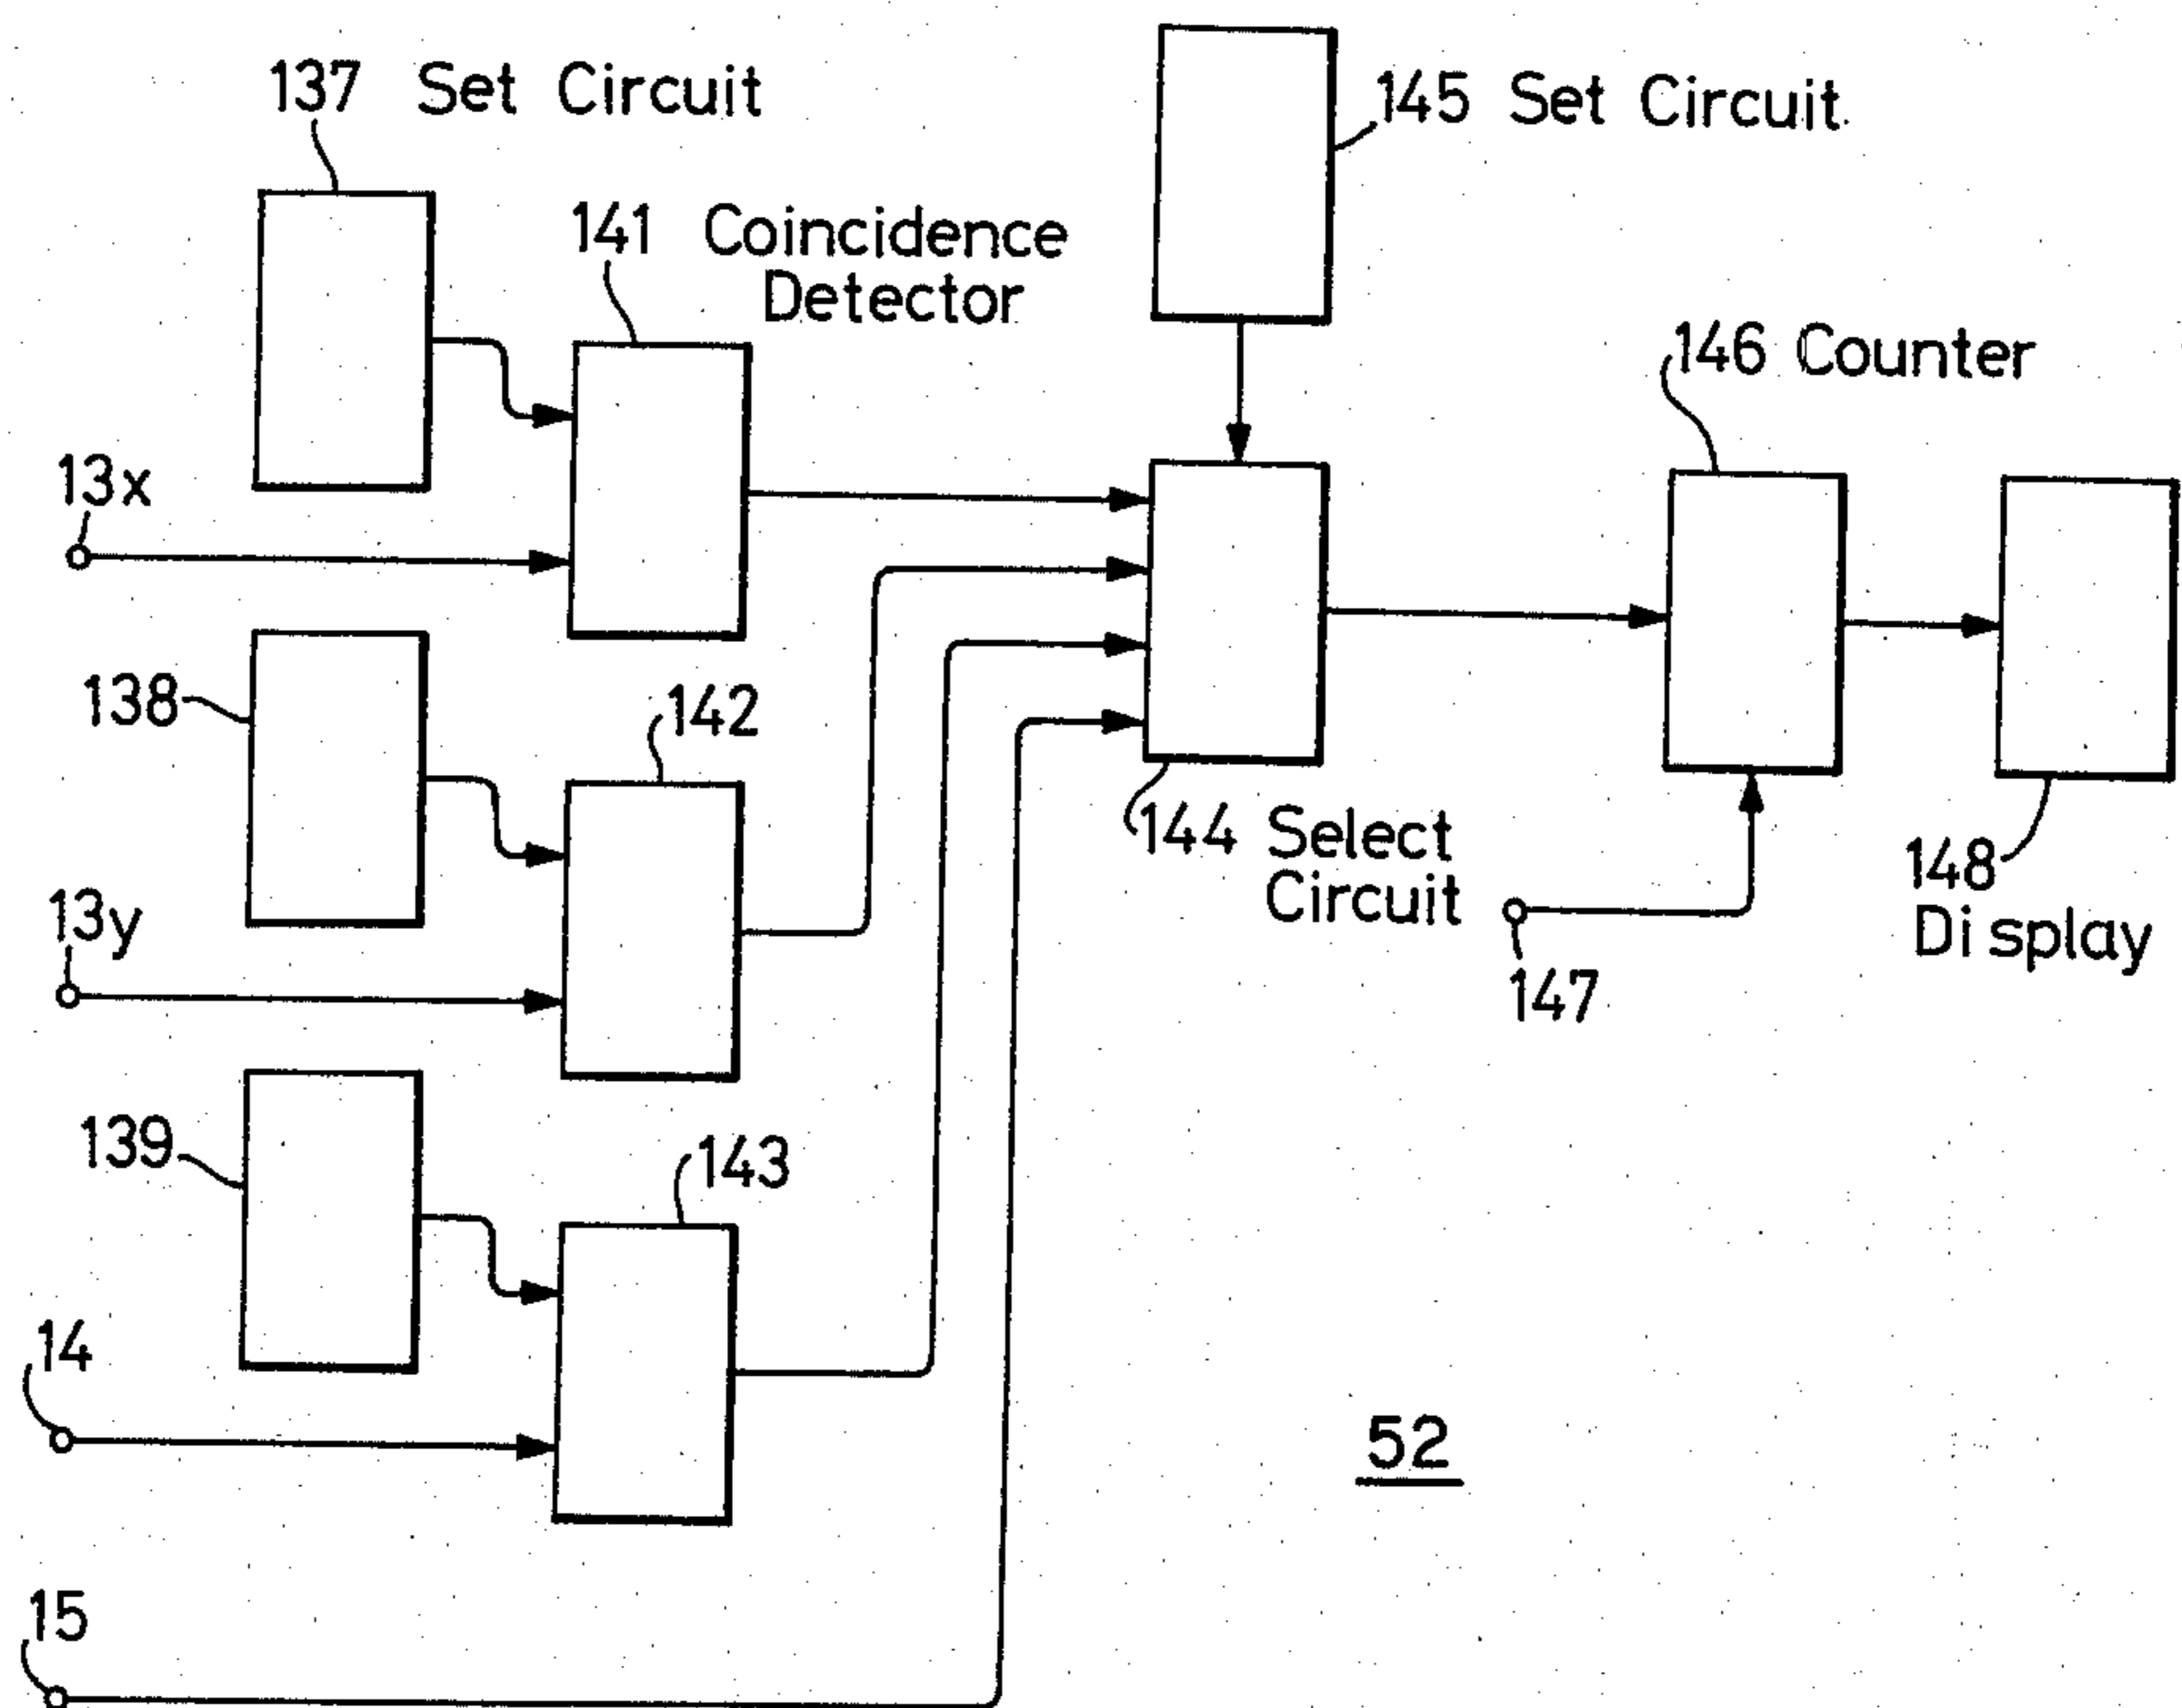 137 Set Circuit
145 Set Circuit
141 Coincidence
Detector
146 Counter
13x
138
142
144 Select
Circuit
148
Display
13y
147
139
143
14
52
15